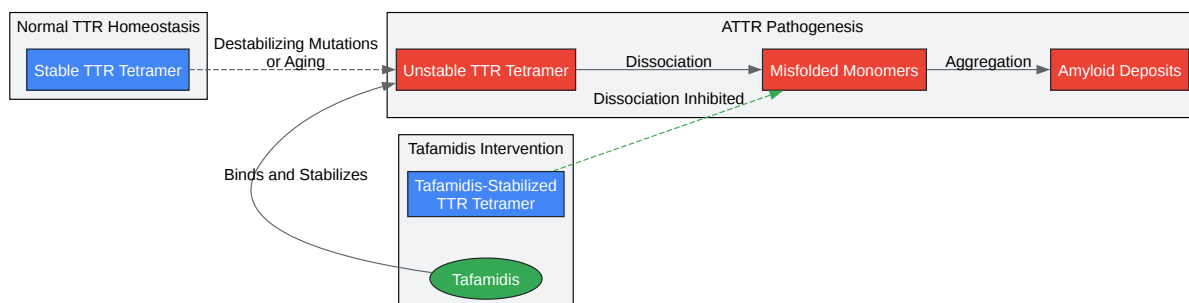 Normal TTR Homeostasis
Stable TTR Tetramer
Destabilizing Mutations
or Aging
ATTR Pathogenesis
Unstable TTR Tetramer
Dissociation
Misfolded Monomers
Aggregation
Amyloid Deposits
Dissociation Inhibited
Tafamidis Intervention
Binds and Stabilizes
Tafamidis-Stabilized
TTR Tetramer
Tafamidis